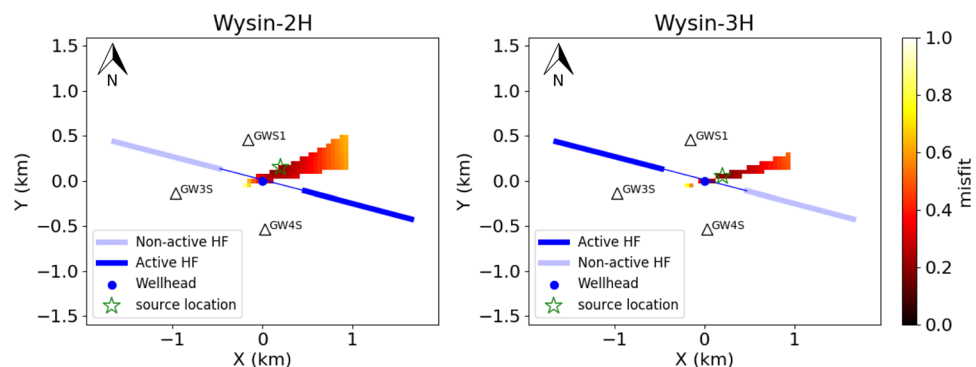 Wysin-2H
Y (km)
1.5
1.0
0.5
0.0
−0.5
−1.0
−1.5
N
GWS1
GW3S
GW4S
Non-active HF
Active HF
Wellhead
source location
−1
0
1
X (km)
Wysin-3H
Y (km)
1.5
1.0
0.5
0.0
−0.5
−1.0
−1.5
N
GWS1
GW3S
GW4S
Active HF
Non-active HF
Wellhead
source location
−1
0
1
X (km)
1.0
0.8
0.6
0.4
0.2
0.0
misfit